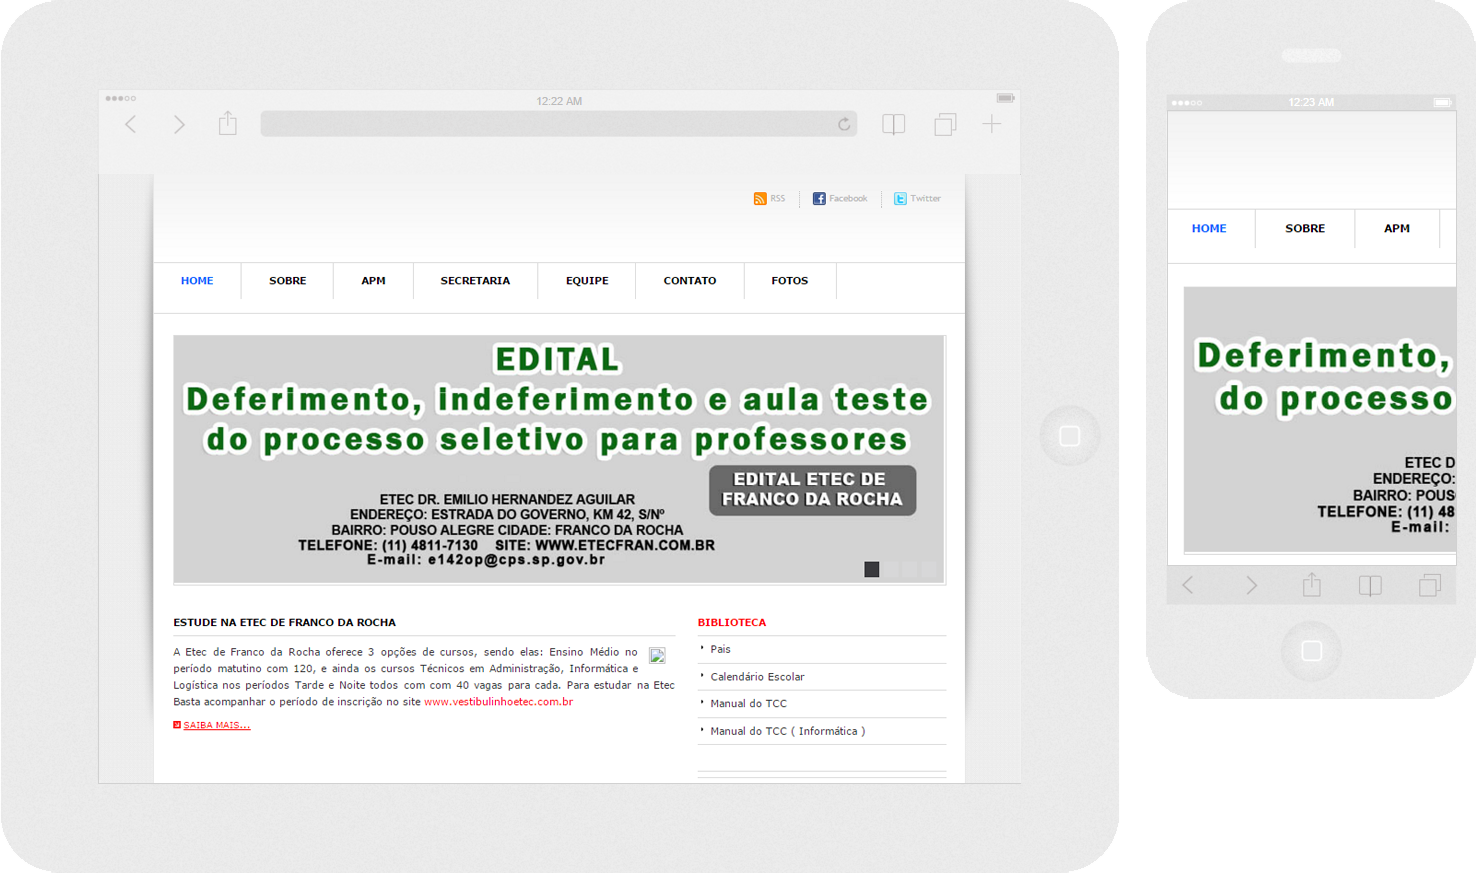 12:22 AM
RSS
Facebook
Twitter
HOME
SOBRE
APM
SECRETARIA
EQUIPE
CONTATO
FOTOS
EDITAL
Deferimento, indeferimento e aula teste
do processo seletivo para professores
EDITAL ETEC DE
FRANCO DA ROCHA
ETEC DR. EMILIO HERNANDEZ AGUILAR
ENDEREÇO: ESTRADA DO GOVERNO, KM 42, S/Nº
BAIRRO: POUSO ALEGRE CIDADE: FRANCO DA ROCHA
TELEFONE: (11) 4811-7130 SITE: WWW.ETECFRAN.COM.BR
E-mail: e142op@cps.sp.gov.br
ESTUDE NA ETEC DE FRANCO DA ROCHA
A Etec de Franco da Rocha oferece 3 opções de cursos, sendo elas: Ensino Médio no
período matutino com 120, e ainda os cursos Técnicos em Administração, Informática e
Logística nos períodos Tarde e Noite todos com com 40 vagas para cada. Para estudar na Etec
Basta acompanhar o período de inscrição no site www.vestibulinhoetec.com.br
SAIBA MAIS...
BIBLIOTECA
Pais
Calendário Escolar
Manual do TCC
Manual do TCC ( Informática )
12:23 AM
HOME
SOBRE
APM
Deferimento,
do processo
ETEC D
ENDEREÇO:
BAIRRO: POUS
TELEFONE: (11) 48
E-mail: